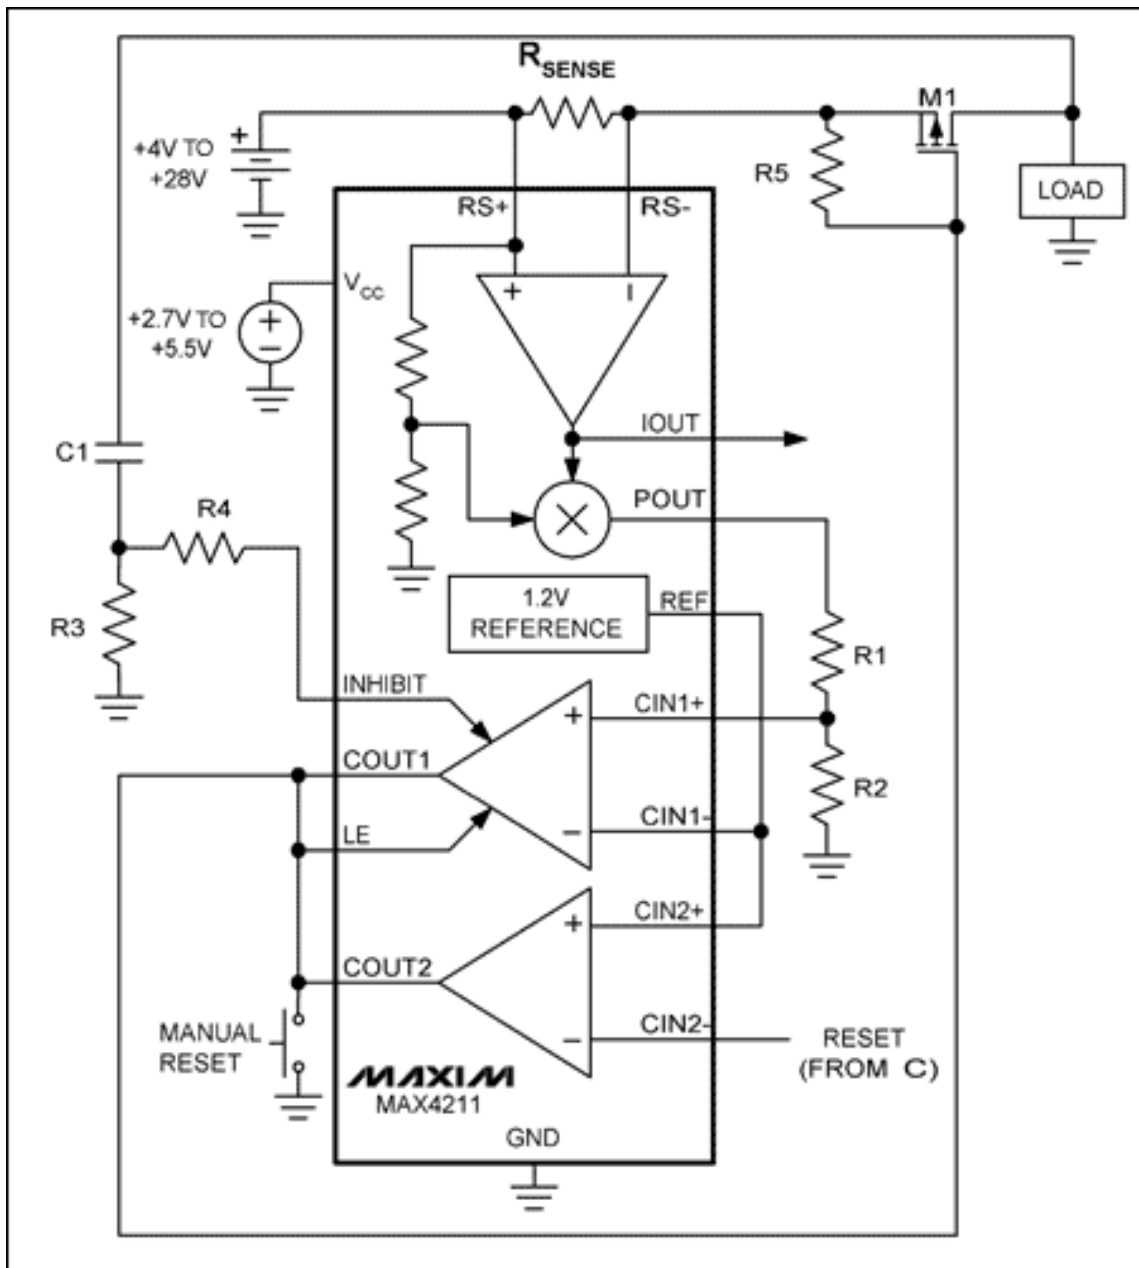 RSENSE
M1
+4V TO
+28V
R5
LOAD
RS+
RS-
+
−
VCC
+2.7V TO
+5.5V
+
−
IOUT
C1
POUT
R4
1.2V
REFERENCE
REF
R3
R1
INHIBIT
CIN1+
+
COUT1
R2
CIN1-
−
LE
CIN2+
+
COUT2
CIN2-
−
MANUAL
RESET
RESET
(FROM C)
MAXIM
MAX4211
GND